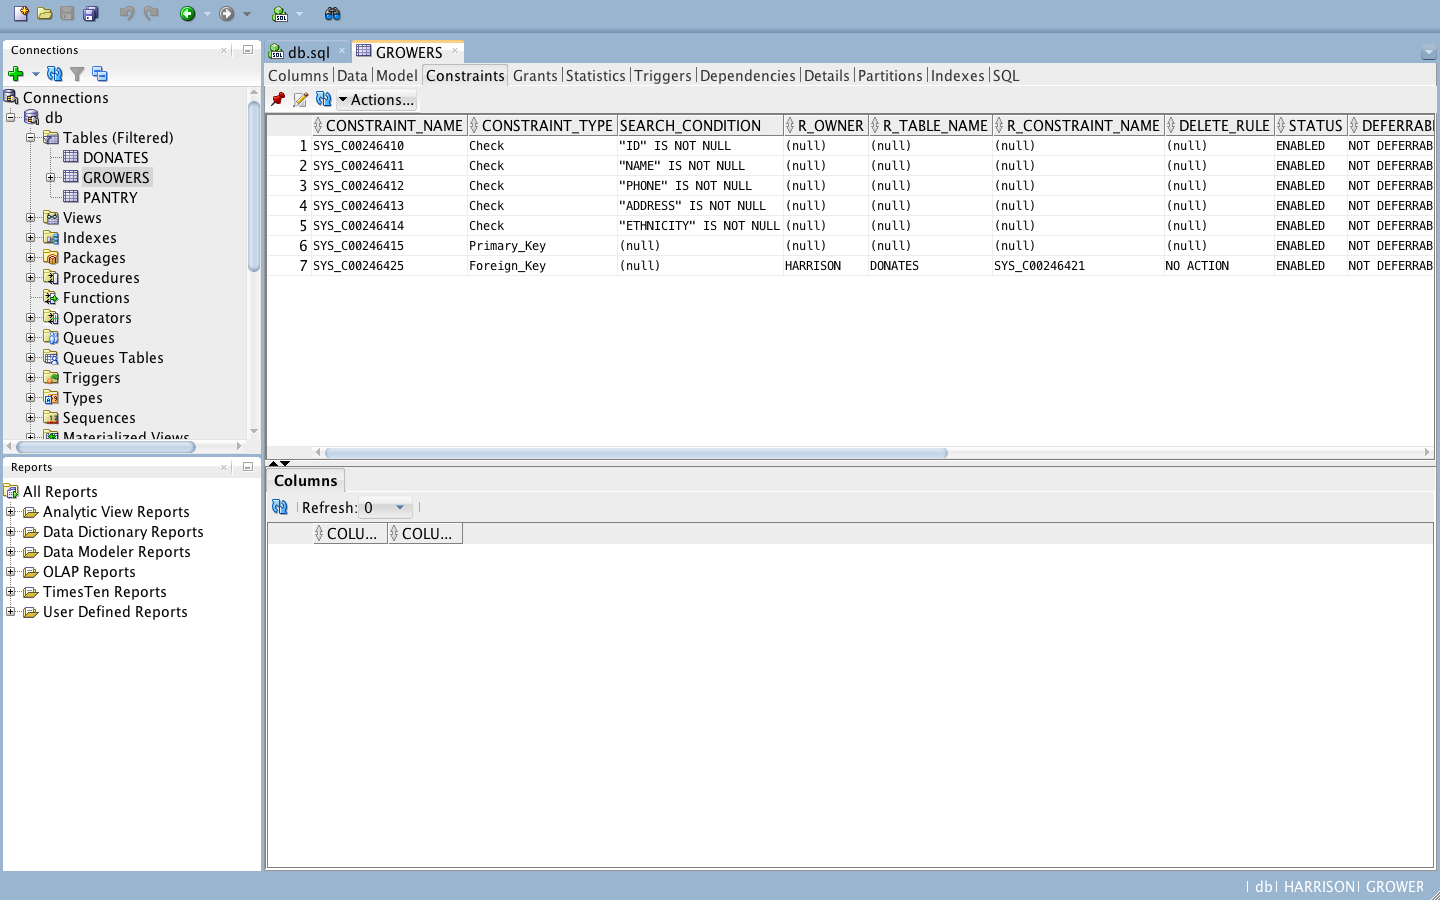 Connections
db.sql
GROWERS
Columns Data Model Constraints Grants Statistics Triggers Dependencies Details Partitions Indexes SQL
Actions...
Connections
db
Tables (Filtered)
DONATES
GROWERS
PANTRY
Views
Indexes
Packages
Procedures
Functions
Operators
Queues
Queues Tables
Triggers
Types
Sequences
Materialized Views
CONSTRAINT_NAME CONSTRAINT_TYPE SEARCH_CONDITION R_OWNER R_TABLE_NAME R_CONSTRAINT_NAME DELETE_RULE STATUS DEFERRABI
1 SYS_C00246410 Check "ID" IS NOT NULL (null) (null) (null) (null) ENABLED NOT DEFERRAB
2 SYS_C00246411 Check "NAME" IS NOT NULL (null) (null) (null) (null) ENABLED NOT DEFERRAB
3 SYS_C00246412 Check "PHONE" IS NOT NULL (null) (null) (null) (null) ENABLED NOT DEFERRAB
4 SYS_C00246413 Check "ADDRESS" IS NOT NULL (null) (null) (null) (null) ENABLED NOT DEFERRAB
5 SYS_C00246414 Check "ETHNICITY" IS NOT NULL (null) (null) (null) (null) ENABLED NOT DEFERRAB
6 SYS_C00246415 Primary_Key (null) (null) (null) (null) (null) ENABLED NOT DEFERRAB
7 SYS_C00246425 Foreign_Key (null) HARRISON DONATES SYS_C00246421 NO ACTION ENABLED NOT DEFERRAB
Reports
All Reports
Analytic View Reports
Data Dictionary Reports
Data Modeler Reports
OLAP Reports
TimesTen Reports
User Defined Reports
Columns
Refresh: 0
COLU... COLU...
db HARRISON GROWER